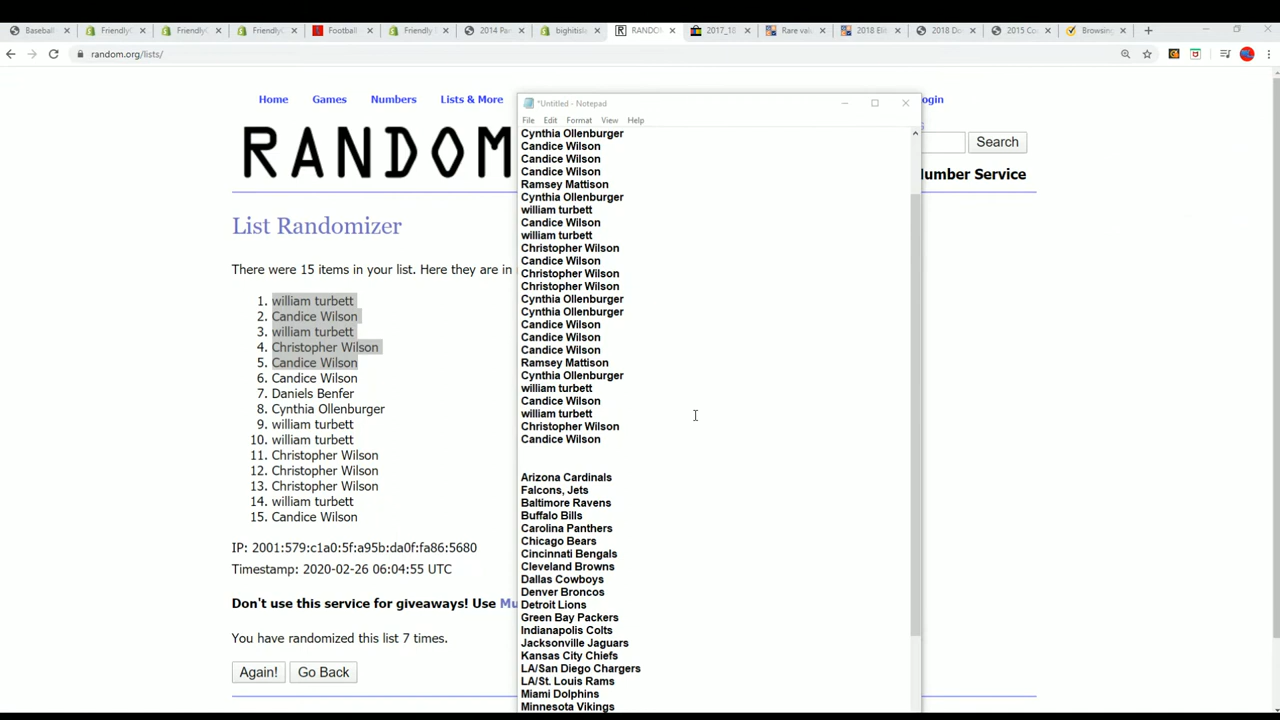 Baseball
FriendlyC
FriendlyC
FriendlyC
Football
Friendly
2014 Pan
bighitisla
RANDO
2017_18
Rare valu
2018 Elit
2018 Do
2015 Co
Browsing
random.org/lists/
Home
Games
Numbers
Lists & More
ogin
RANDOM
Search
umber Service
List Randomizer
There were 15 items in your list. Here they are in
1. william turbett
2. Candice Wilson
3. william turbett
4. Christopher Wilson
5. Candice Wilson
6. Candice Wilson
7. Daniels Benfer
8. Cynthia Ollenburger
9. william turbett
10. william turbett
11. Christopher Wilson
12. Christopher Wilson
13. Christopher Wilson
14. william turbett
15. Candice Wilson
IP: 2001:579:c1a0:5f:a95b:da0f:fa86:5680
Timestamp: 2020-02-26 06:04:55 UTC
Don't use this service for giveaways! Use Mu
You have randomized this list 7 times.
Again!
Go Back
*Untitled - Notepad
File Edit Format View Help
Cynthia Ollenburger
Candice Wilson
Candice Wilson
Candice Wilson
Ramsey Mattison
Cynthia Ollenburger
william turbett
Candice Wilson
william turbett
Christopher Wilson
Candice Wilson
Christopher Wilson
Christopher Wilson
Cynthia Ollenburger
Cynthia Ollenburger
Candice Wilson
Candice Wilson
Candice Wilson
Ramsey Mattison
Cynthia Ollenburger
william turbett
Candice Wilson
william turbett
Christopher Wilson
Candice Wilson
Arizona Cardinals
Falcons, Jets
Baltimore Ravens
Buffalo Bills
Carolina Panthers
Chicago Bears
Cincinnati Bengals
Cleveland Browns
Dallas Cowboys
Denver Broncos
Detroit Lions
Green Bay Packers
Indianapolis Colts
Jacksonville Jaguars
Kansas City Chiefs
LA/San Diego Chargers
LA/St. Louis Rams
Miami Dolphins
Minnesota Vikings